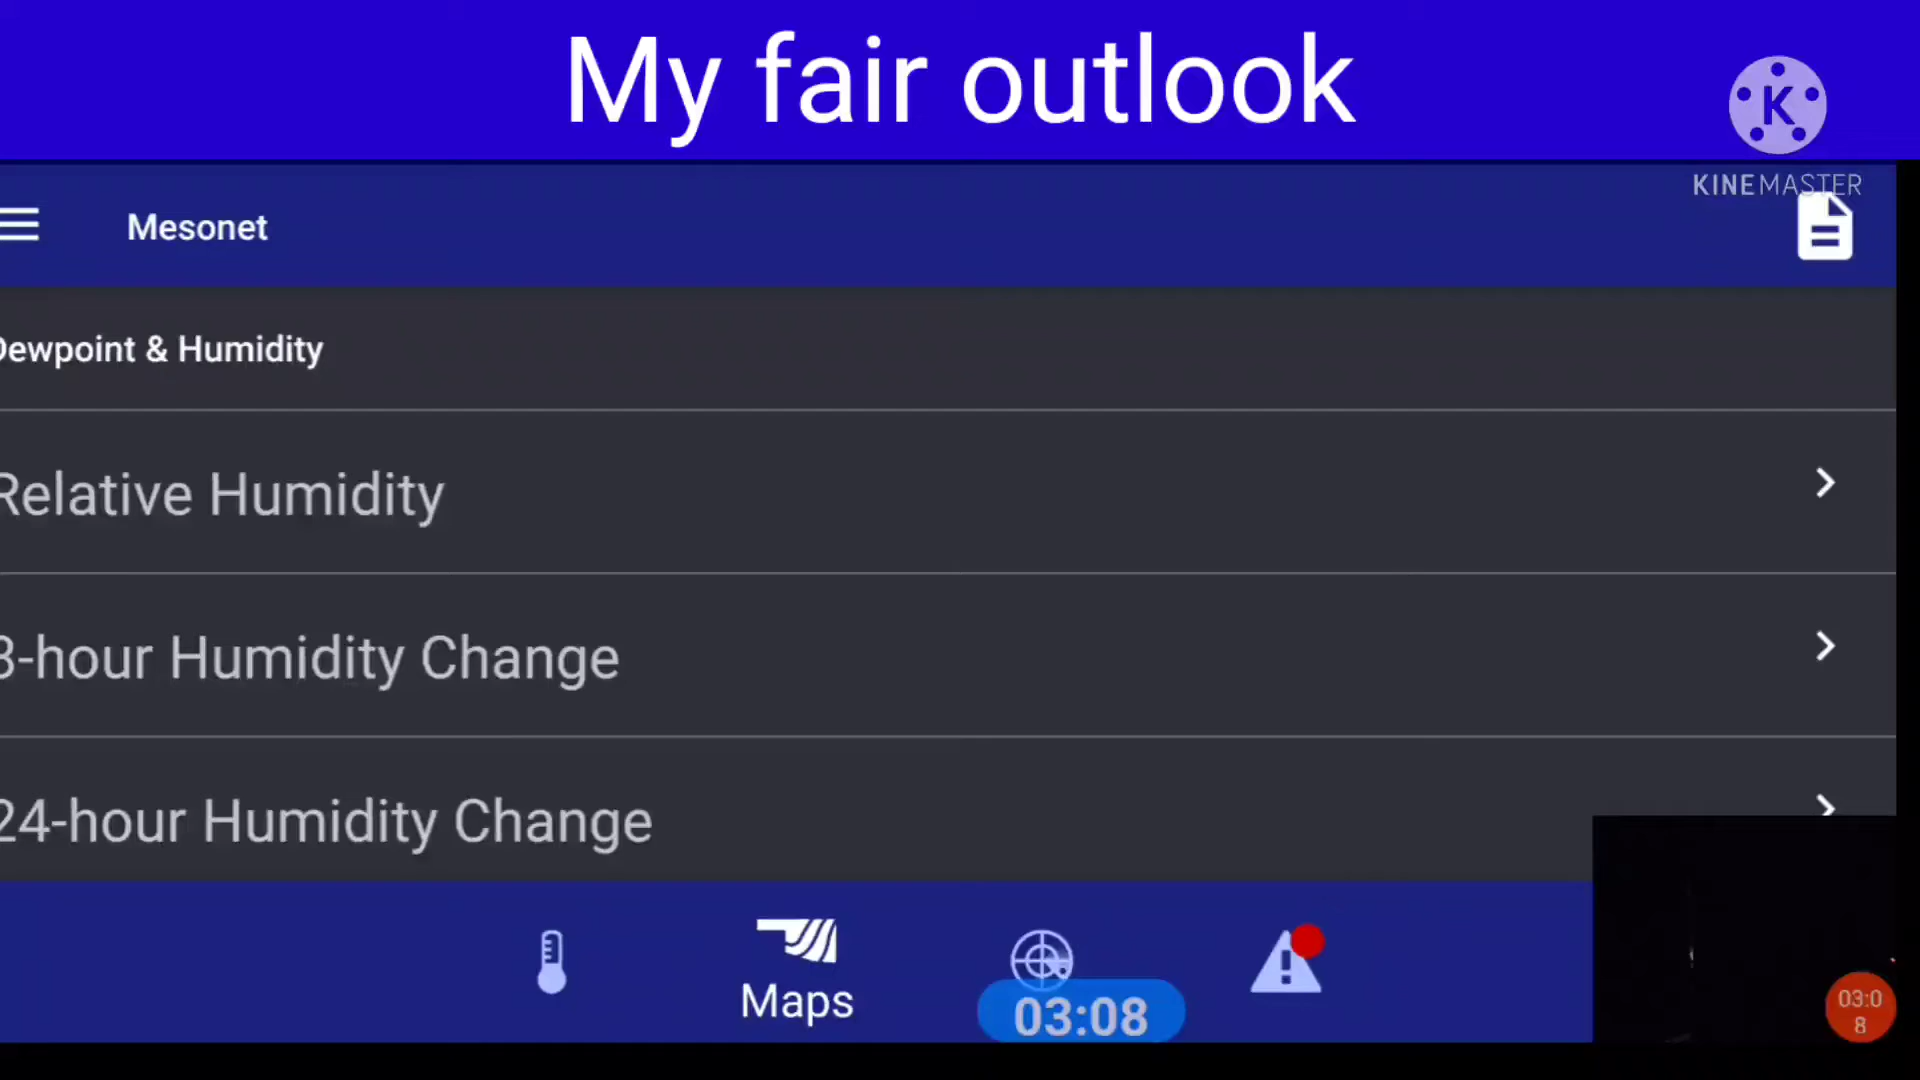 My fair outlook
K
KINEMASTER
Mesonet
Dewpoint & Humidity
Relative Humidity
3-hour Humidity Change
24-hour Humidity Change
Maps
03:08
03:0
8